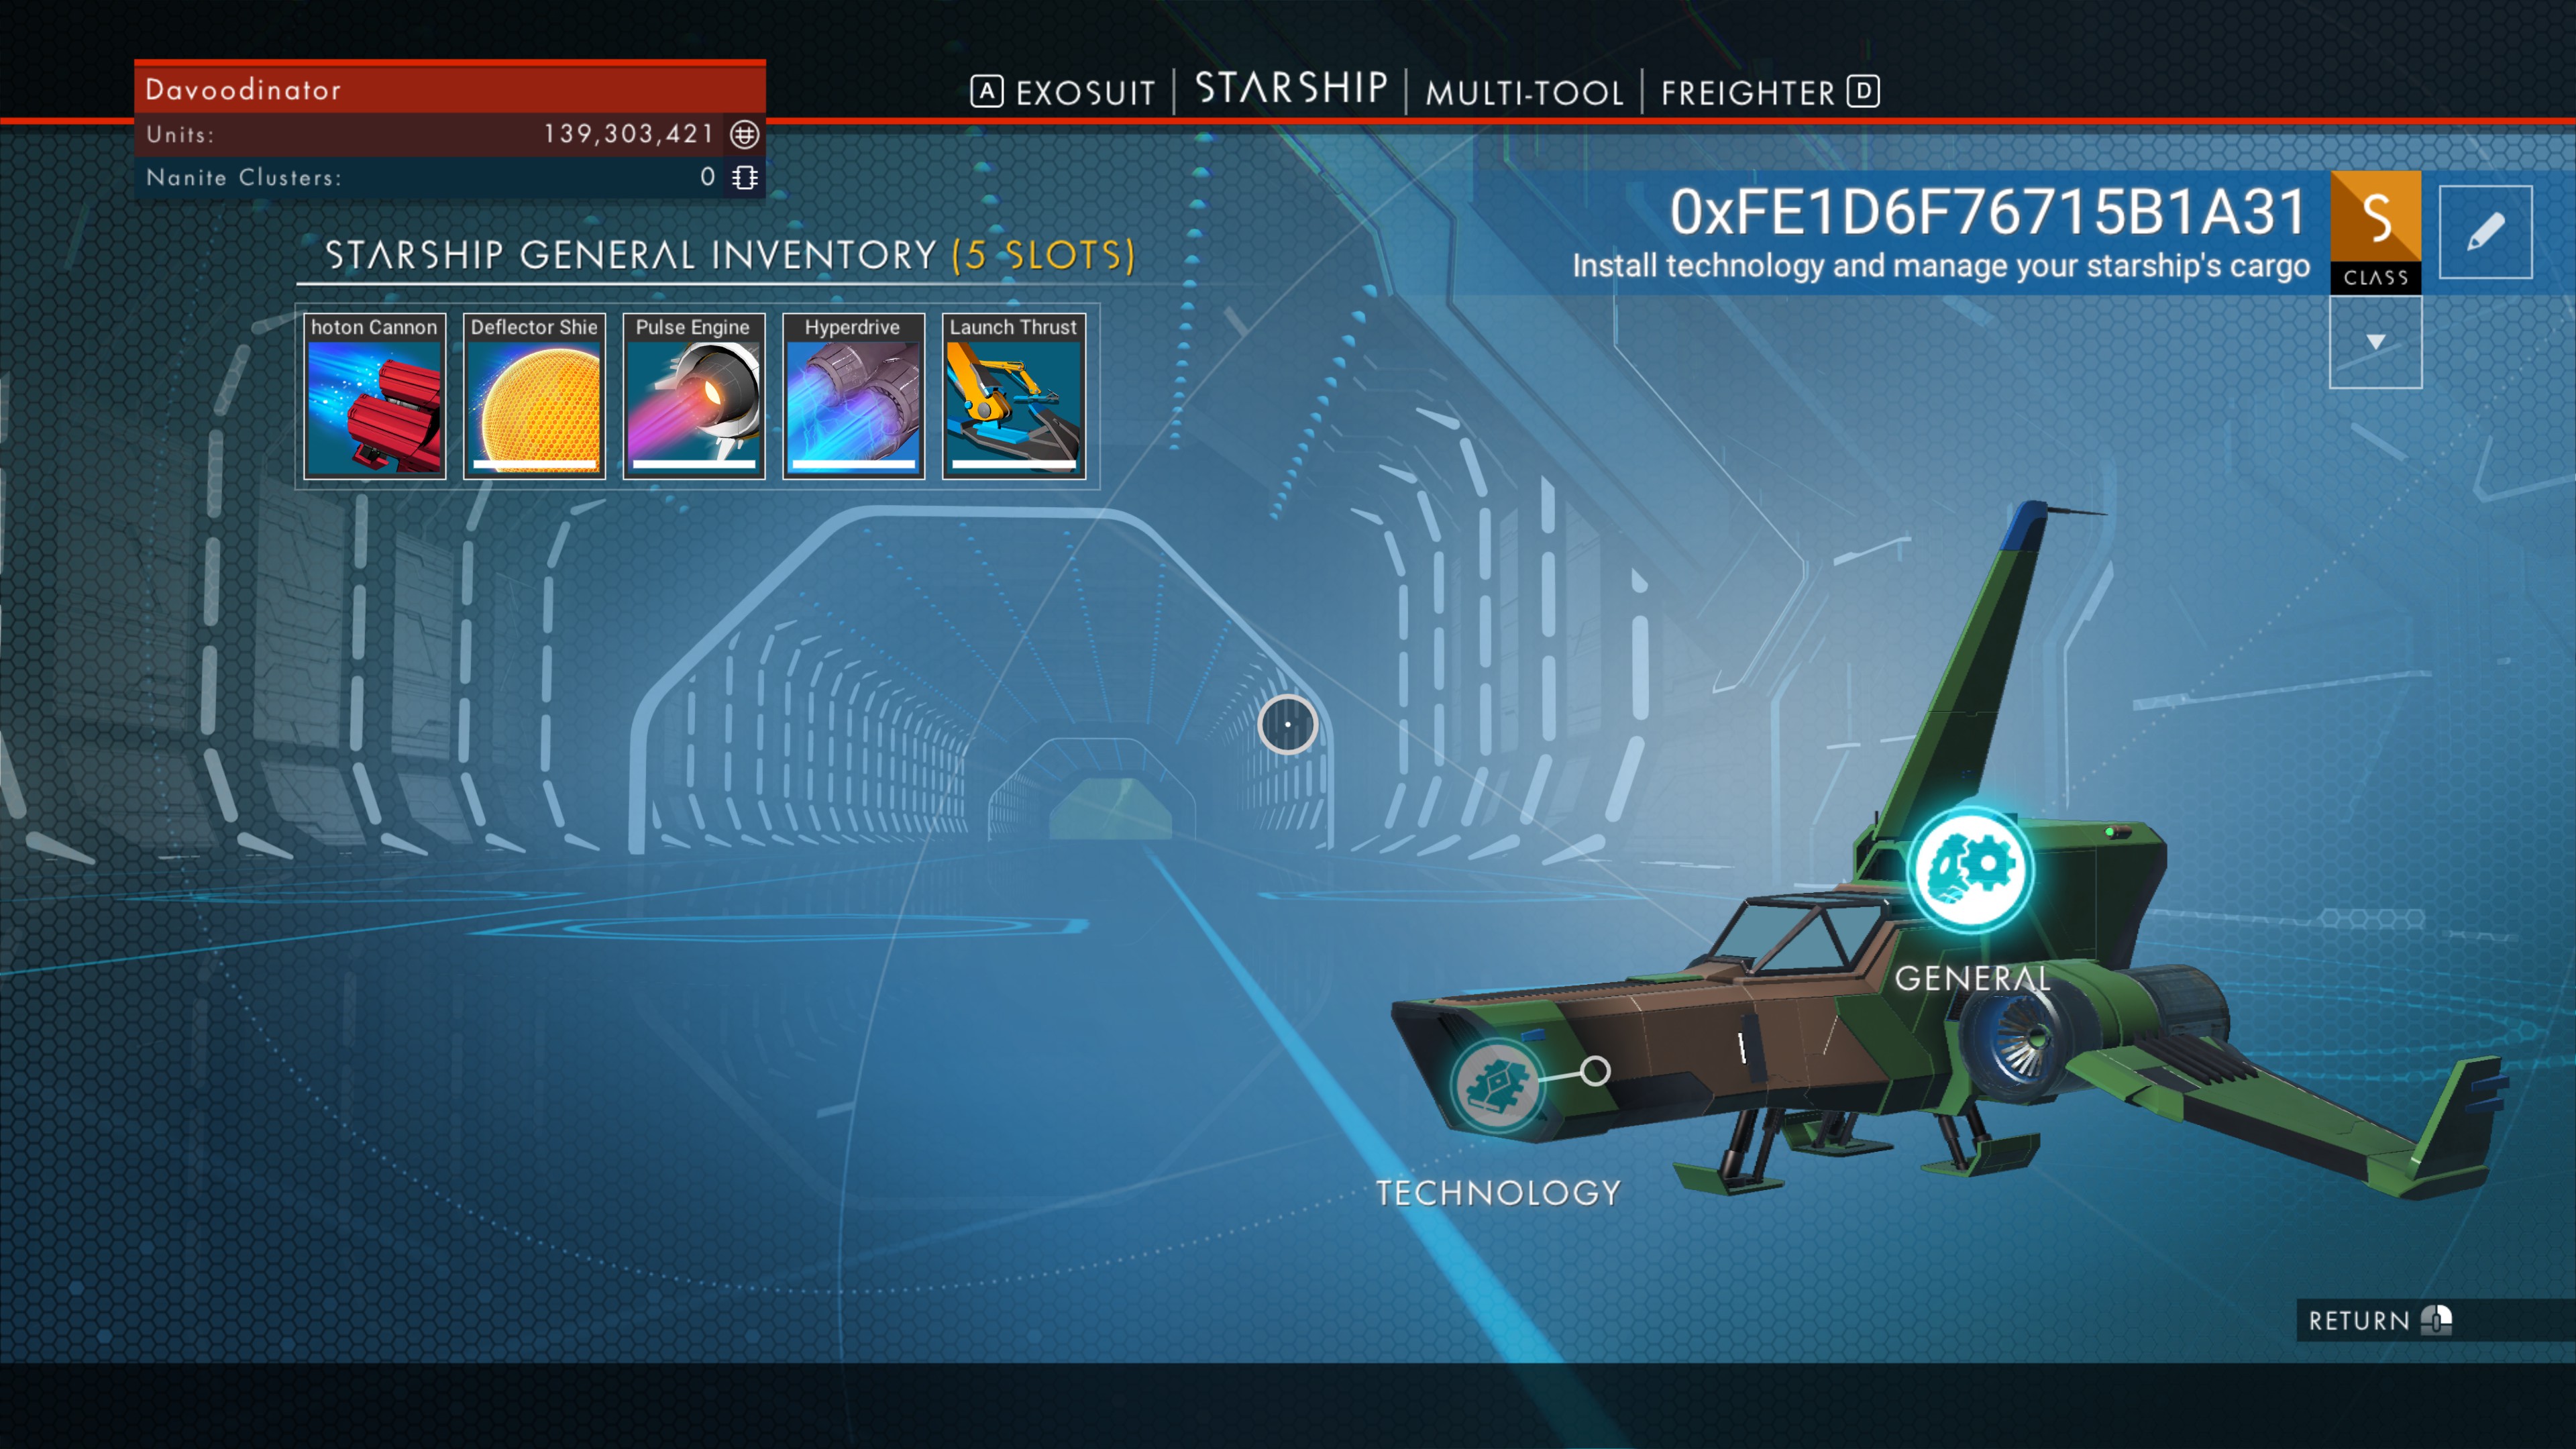 Davoodinator
Units: 139,303,421
Nanite Clusters: 0
A EXOSUIT STARSHIP MULTI-TOOL FREIGHTER D
0xFE1D6F76715B1A31
Install technology and manage your starship's cargo
S
CLASS
STARSHIP GENERAL INVENTORY (5 SLOTS)
hoton Cannon Deflector Shie Pulse Engine Hyperdrive Launch Thrust
GENERAL
TECHNOLOGY
RETURN